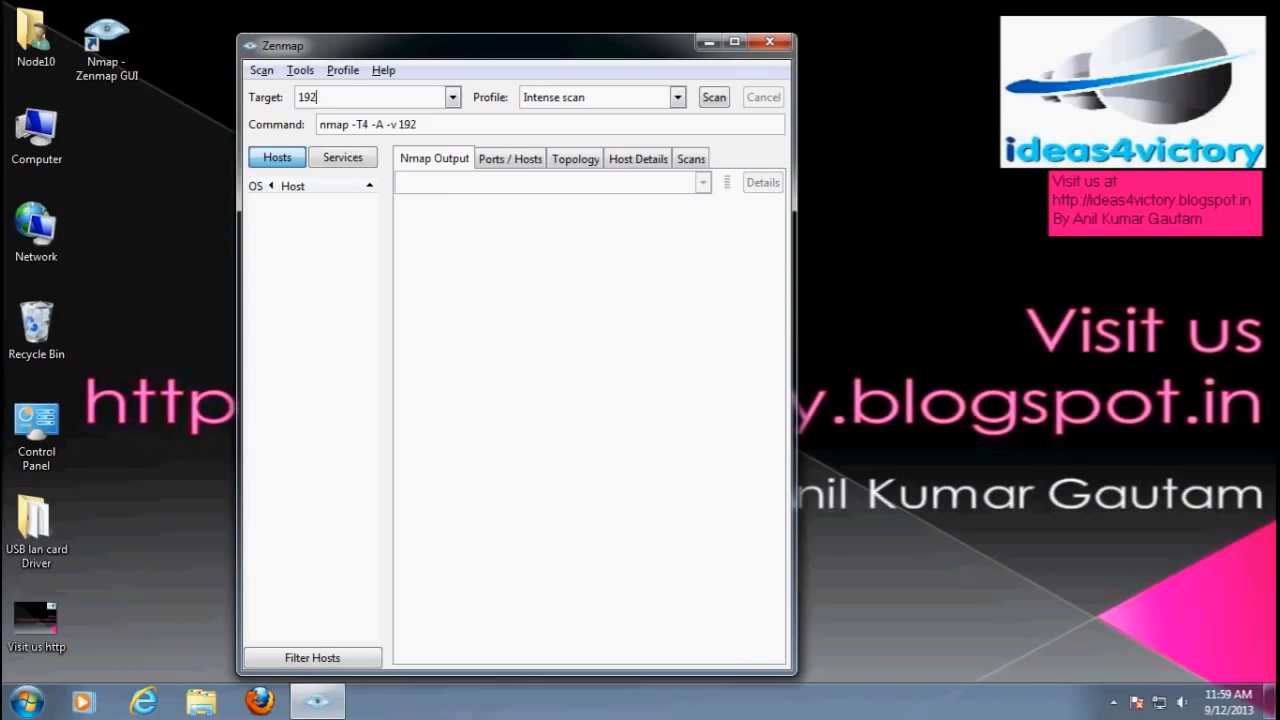 Node10
Nmap -
Zenmap GUI
Computer
Network
Recycle Bin
Control
Panel
USB lan card
Driver
Visit us http
Zenmap
Scan Tools Profile Help
Target: 192 Profile: Intense scan Scan Cancel
Command: nmap -T4 -A -v 192
Hosts Services Nmap Output Ports / Hosts Topology Host Details Scans
OS Host Details
Filter Hosts
ideas4victory
Visit us at
http://ideas4victory.blogspot.in
By Anil Kumar Gautam
Visit us
http y.blogspot.in
nil Kumar Gautam
11:59 AM
9/12/2013